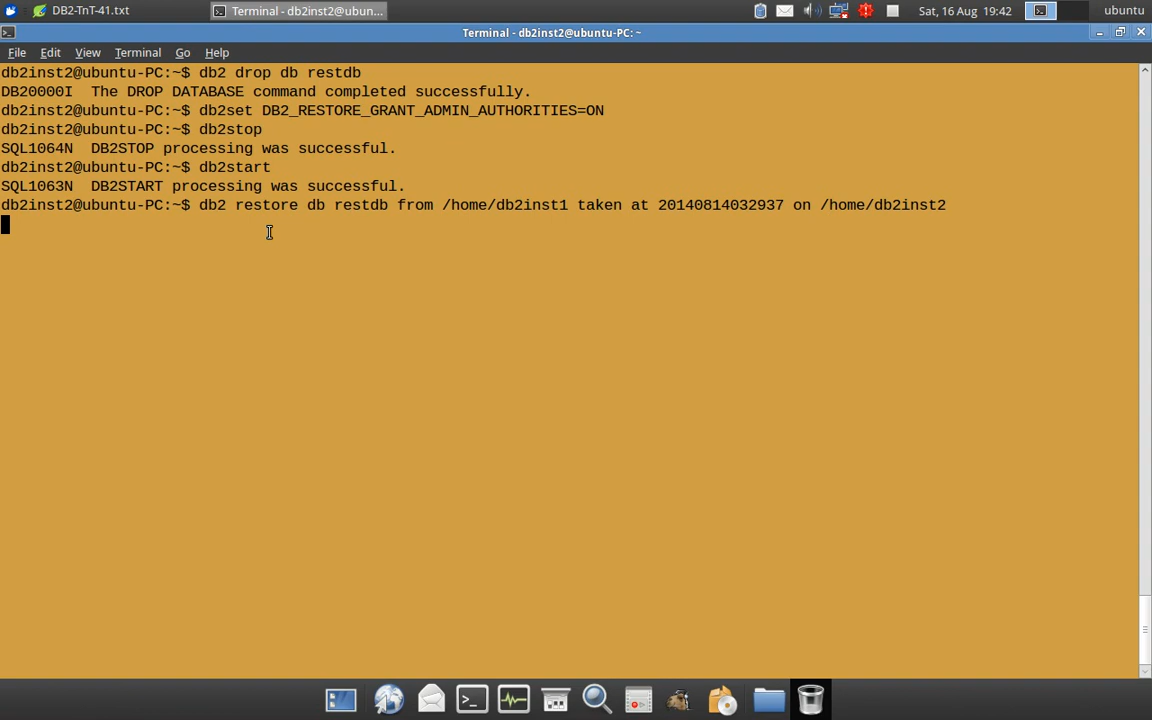 DB2-TnT-41.txt
Terminal - db2inst2@ubun...
Sat, 16 Aug 19:42
ubuntu
Terminal - db2inst2@ubuntu-PC: ~
File Edit View Terminal Go Help
db2inst2@ubuntu-PC:~$ db2 drop db restdb
DB20000I  The DROP DATABASE command completed successfully.
db2inst2@ubuntu-PC:~$ db2set DB2_RESTORE_GRANT_ADMIN_AUTHORITIES=ON
db2inst2@ubuntu-PC:~$ db2stop
SQL1064N  DB2STOP processing was successful.
db2inst2@ubuntu-PC:~$ db2start
SQL1063N  DB2START processing was successful.
db2inst2@ubuntu-PC:~$ db2 restore db restdb from /home/db2inst1 taken at 20140814032937 on /home/db2inst2